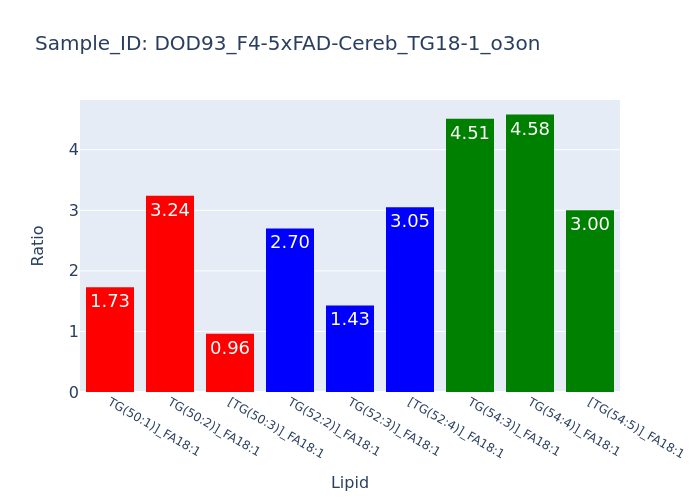 Sample_ID: DOD93_F4-5xFAD-Cereb_TG18-1_o3on
Ratio
4
3
2
1
0
1.73
3.24
0.96
2.70
1.43
3.05
4.51
4.58
3.00
TG(50:1)]_FA18:1
TG(50:2)]_FA18:1
[TG(50:3)]_FA18:1
TG(52:2)]_FA18:1
TG(52:3)]_FA18:1
[TG(52:4)]_FA18:1
TG(54:3)]_FA18:1
TG(54:4)]_FA18:1
[TG(54:5)]_FA18:1
Lipid